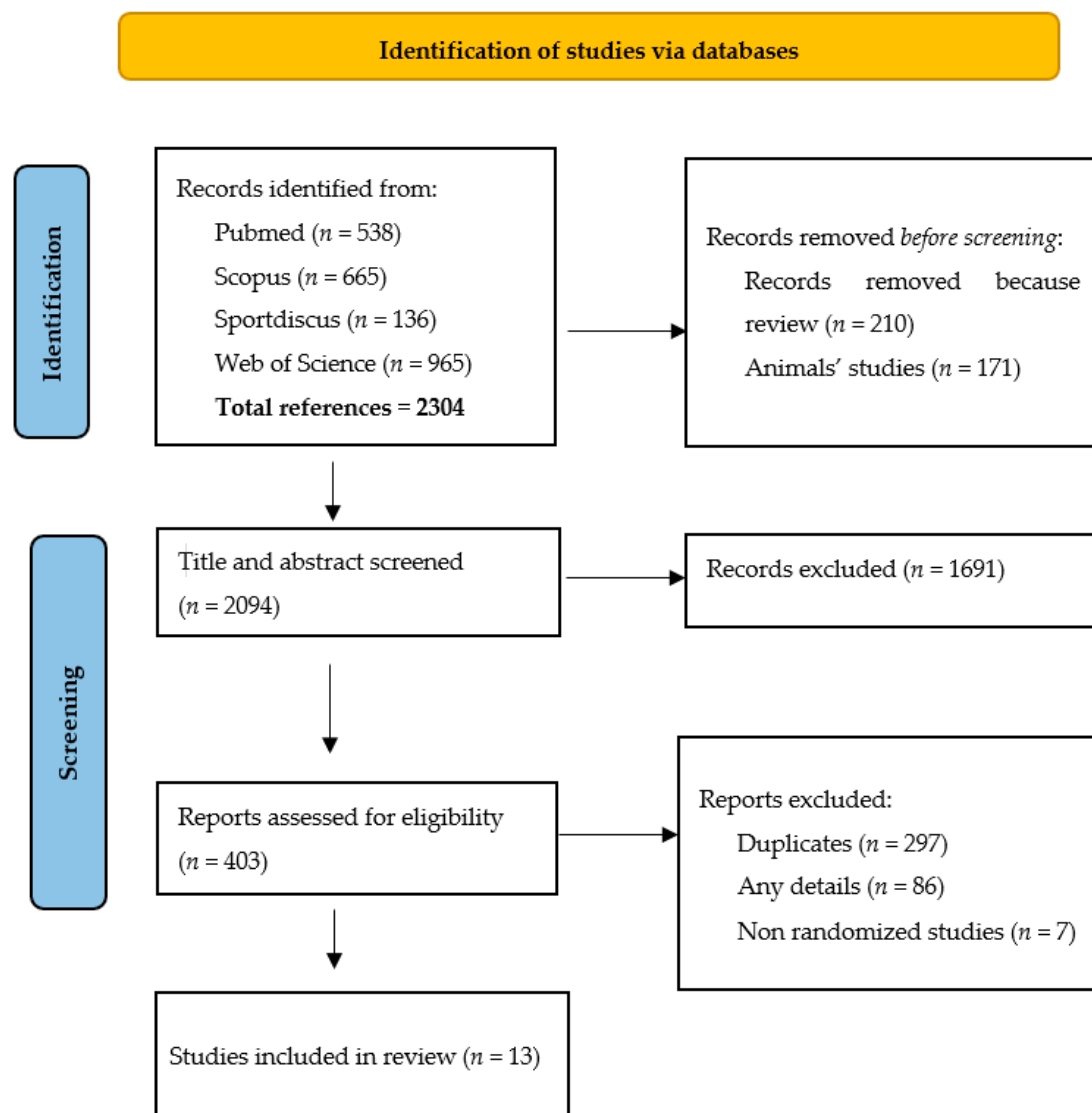 Identification of studies via databases
Identification
Records identified from:
Pubmed (n = 538)
Scopus (n = 665)
Sportdiscus (n = 136)
Web of Science (n = 965)
Total references = 2304
Records removed before screening:
Records removed because
review (n = 210)
Animals’ studies (n = 171)
Screening
Title and abstract screened
(n = 2094)
Records excluded (n = 1691)
Reports assessed for eligibility
(n = 403)
Reports excluded:
Duplicates (n = 297)
Any details (n = 86)
Non randomized studies (n = 7)
Studies included in review (n = 13)